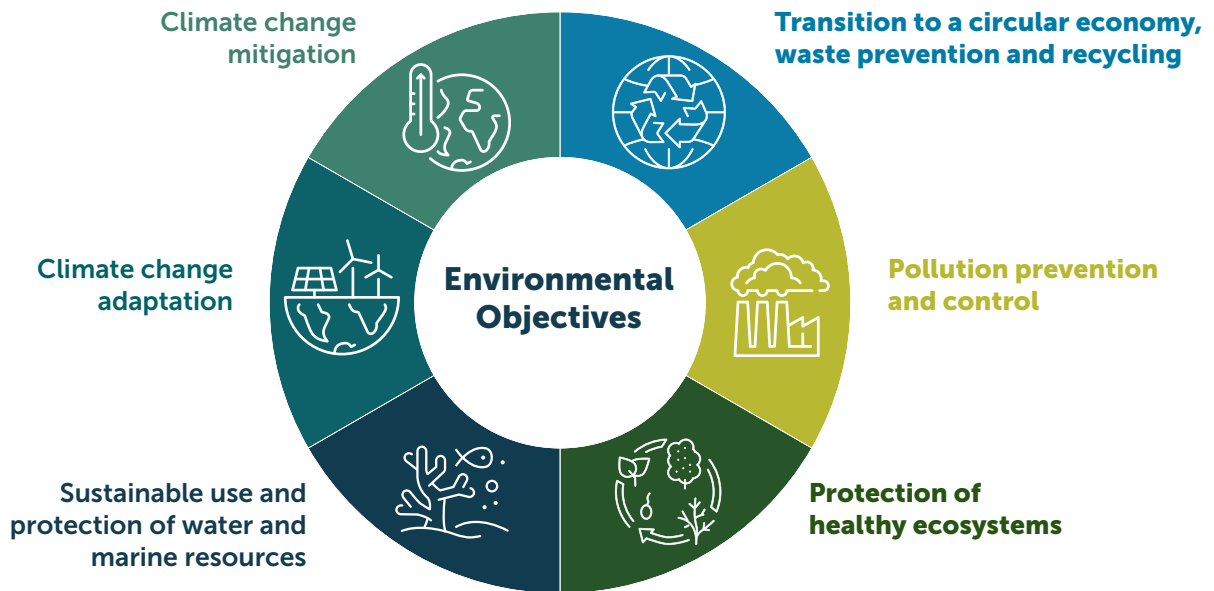 Climate change
mitigation
Transition to a circular economy,
waste prevention and recycling
Climate change
adaptation
Environmental
Objectives
Pollution prevention
and control
Sustainable use and
protection of water and
marine resources
Protection of
healthy ecosystems